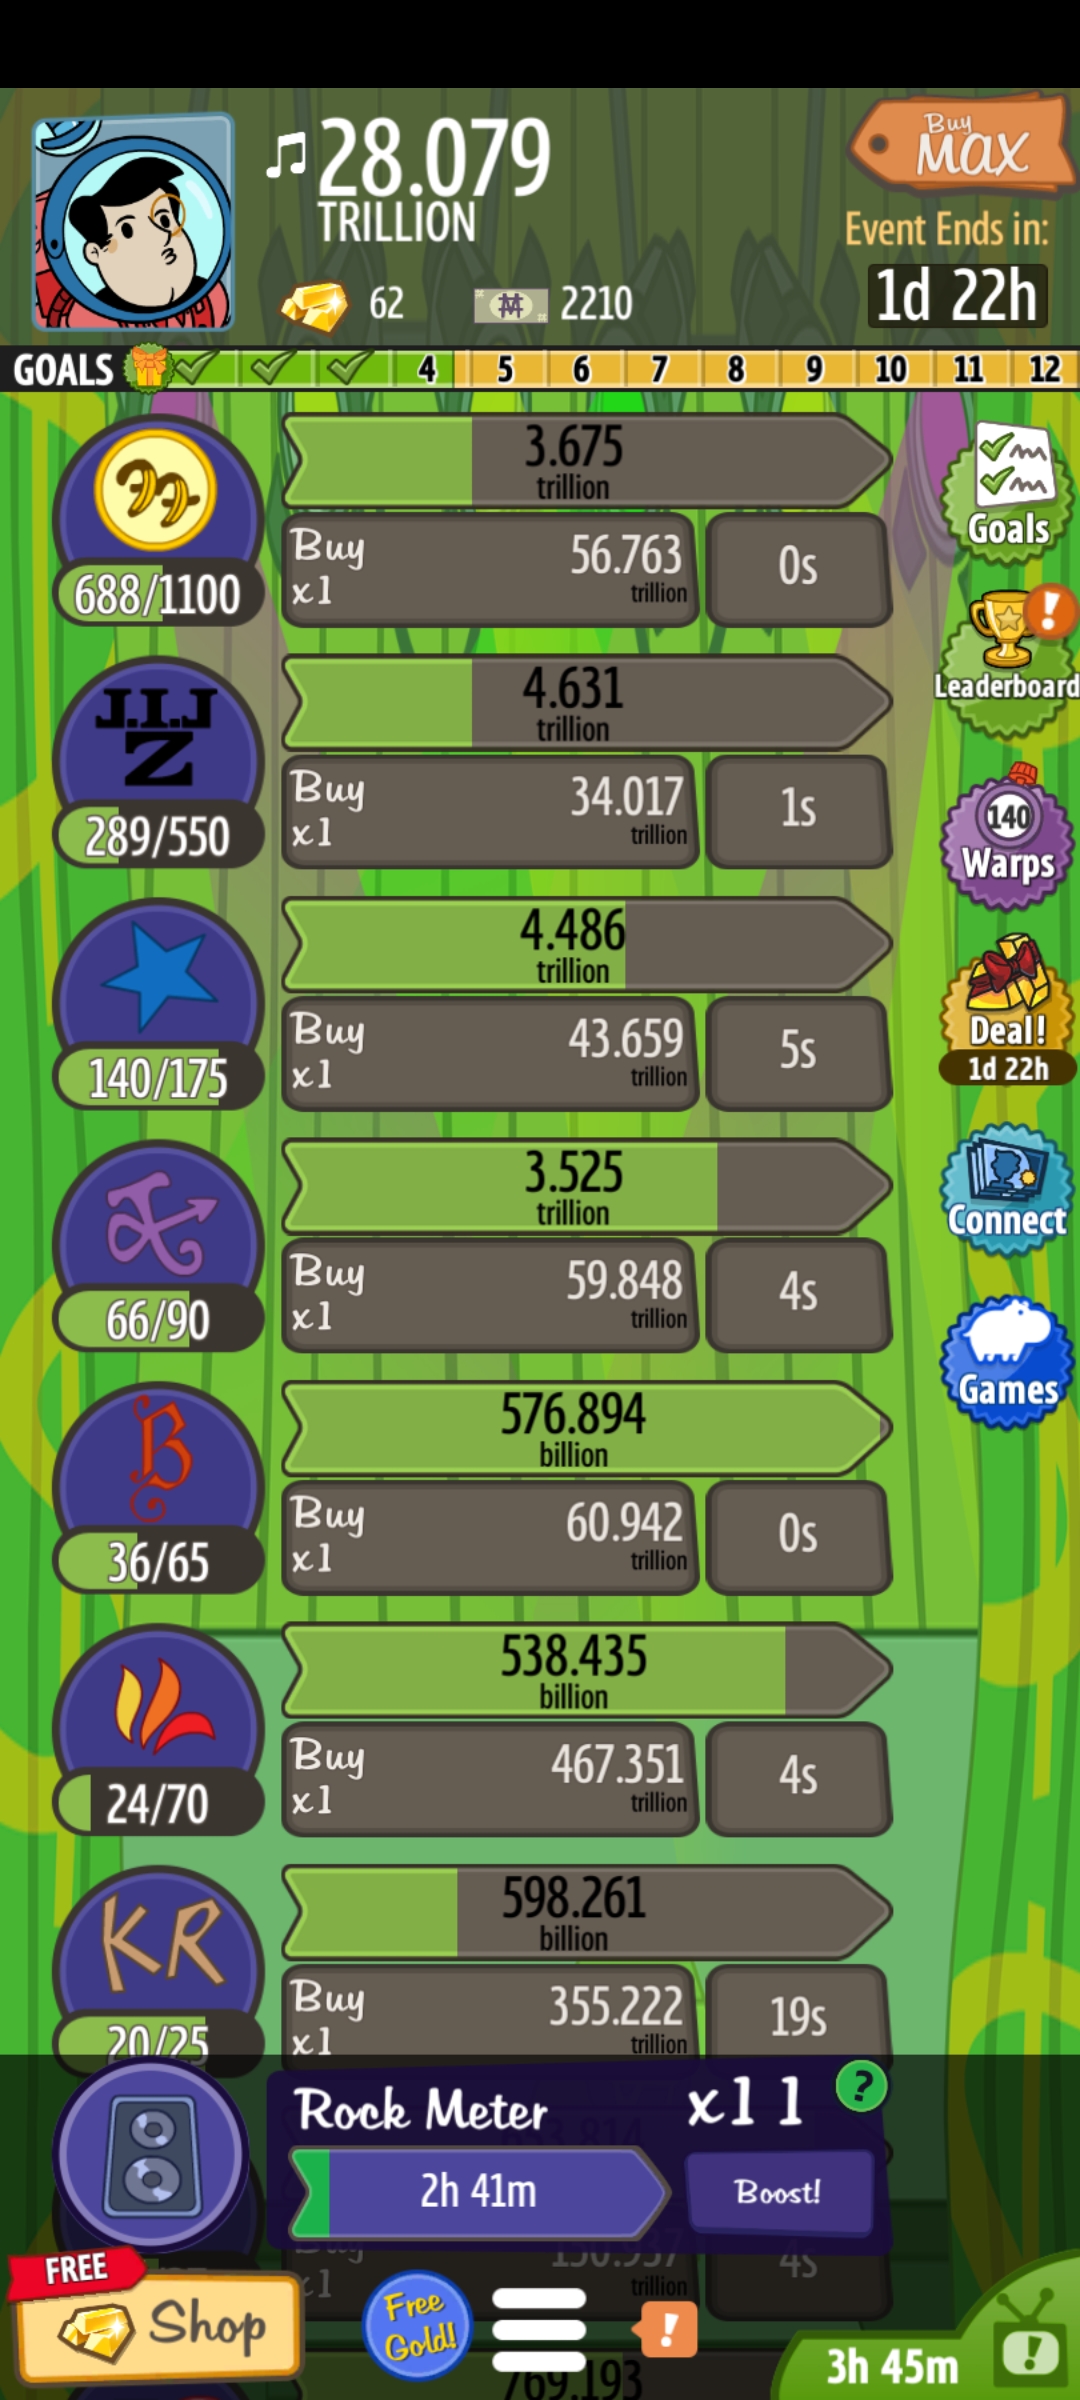 28.079
TRILLION
Buy
MAX
Event Ends in:
1d 22h
62
2210
GOALS 4 5 6 7 8 9 10 11 12
3.675
trillion
Buy
x1
56.763
trillion
0s
688/1100
Goals
J.I.J
Z
4.631
trillion
Buy
x1
34.017
trillion
1s
289/550
!
Leaderboard
140
Warps
4.486
trillion
Buy
x1
43.659
trillion
5s
140/175
Deal!
1d 22h
3.525
trillion
Buy
x1
59.848
trillion
4s
66/90
Connect
Games
B
576.894
billion
Buy
x1
60.942
trillion
0s
36/65
538.435
billion
Buy
x1
467.351
trillion
4s
24/70
KR
598.261
billion
Buy
x1
355.222
trillion
19s
20/25
Rock Meter
x11
?
2h 41m
Boost!
Buy
x1
trillion
4s
FREE
Shop
Free
Gold!
!
769.193
3h 45m
!